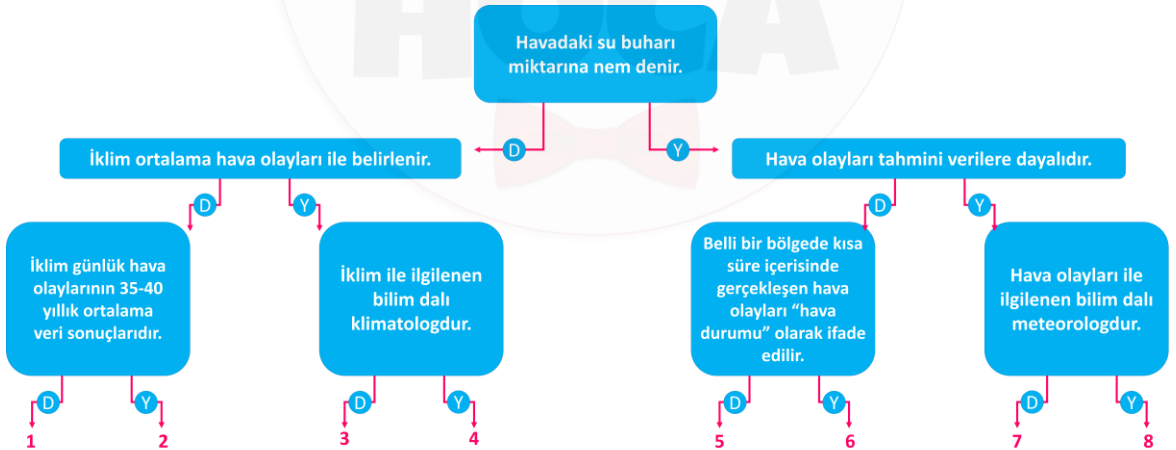 HOCA
Havadaki su buharı
miktarına nem denir.
D
Y
İklim ortalama hava olayları ile belirlenir.
Hava olayları tahmini verilere dayalıdır.
D
Y
D
Y
İklim günlük hava
olaylarının 35-40
yıllık ortalama
veri sonuçlarıdır.
İklim ile ilgilenen
bilim dalı
klimatologdur.
Belli bir bölgede kısa
süre içerisinde
gerçekleşen hava
olayları “hava
durumu” olarak ifade
edilir.
Hava olayları ile
ilgilenen bilim dalı
meteorologdur.
D
Y
D
Y
D
Y
D
Y
1
2
3
4
5
6
7
8